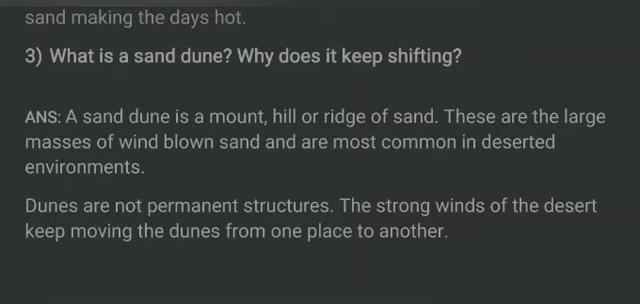 sand making the days hot.
3) What is a sand dune? Why does it keep shifting?
ANS: A sand dune is a mount, hill or ridge of sand. These are the large
masses of wind blown sand and are most common in deserted
environments.
Dunes are not permanent structures. The strong winds of the desert
keep moving the dunes from one place to another.